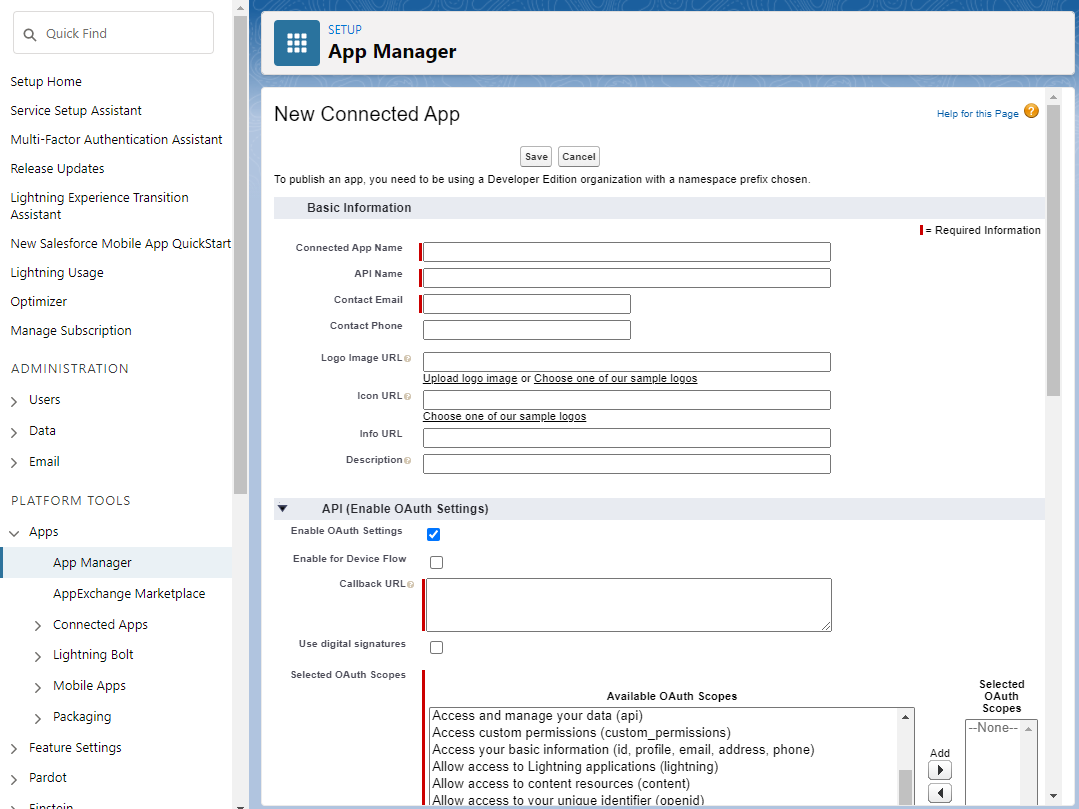 Quick Find
Setup Home
Service Setup Assistant
Multi-Factor Authentication Assistant
Release Updates
Lightning Experience Transition
Assistant
New Salesforce Mobile App QuickStart
Lightning Usage
Optimizer
Manage Subscription
ADMINISTRATION
Users
Data
Email
PLATFORM TOOLS
Apps
App Manager
AppExchange Marketplace
Connected Apps
Lightning Bolt
Mobile Apps
Packaging
Feature Settings
Pardot
Einstein
SETUP
App Manager
New Connected App
Help for this Page ?
Save Cancel
To publish an app, you need to be using a Developer Edition organization with a namespace prefix chosen.
Basic Information
= Required Information
Connected App Name
API Name
Contact Email
Contact Phone
Logo Image URL
Upload logo image or Choose one of our sample logos
Icon URL
Choose one of our sample logos
Info URL
Description
API (Enable OAuth Settings)
Enable OAuth Settings
Enable for Device Flow
Callback URL
Use digital signatures
Selected OAuth Scopes
Available OAuth Scopes
Access and manage your data (api)
Access custom permissions (custom_permissions)
Access your basic information (id, profile, email, address, phone)
Allow access to Lightning applications (lightning)
Allow access to content resources (content)
Allow access to your unique identifier (openid)
Add
Selected
OAuth
Scopes
--None--